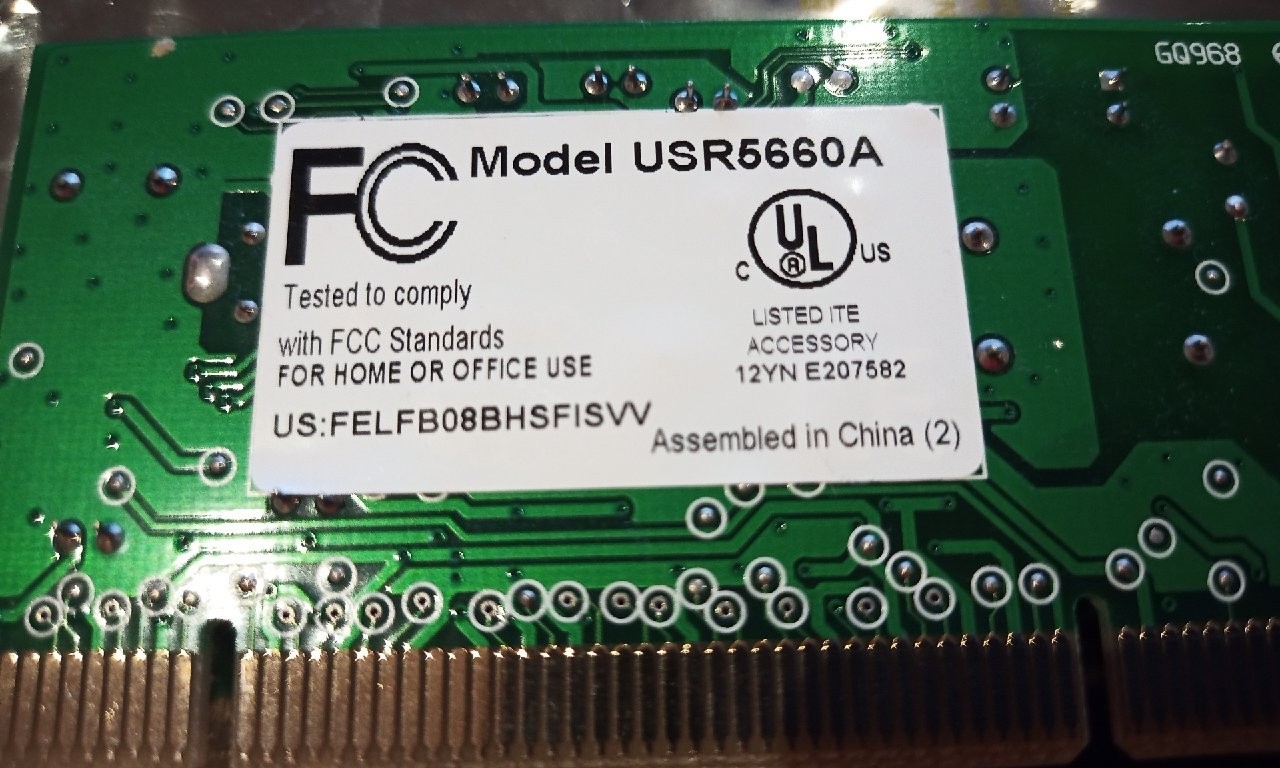 GQ968
FC Model USR5660A
UL ®
C US
Tested to comply
with FCC Standards
FOR HOME OR OFFICE USE
LISTED ITE
ACCESSORY
12YN E207582
US:FELFB08BHSFISVV
Assembled in China (2)